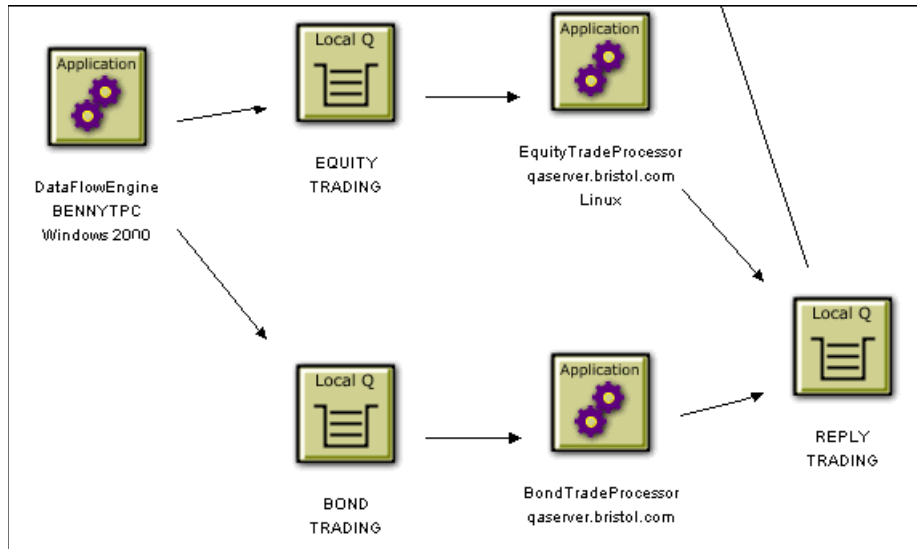 Application
DataFlowEngine
BENNYTPC
Windows 2000
Local Q
EQUITY
TRADING
Application
EquityTradeProcessor
qaserver.bristol.com
Linux
Local Q
BOND
TRADING
Application
BondTradeProcessor
qaserver.bristol.com
Local Q
REPLY
TRADING